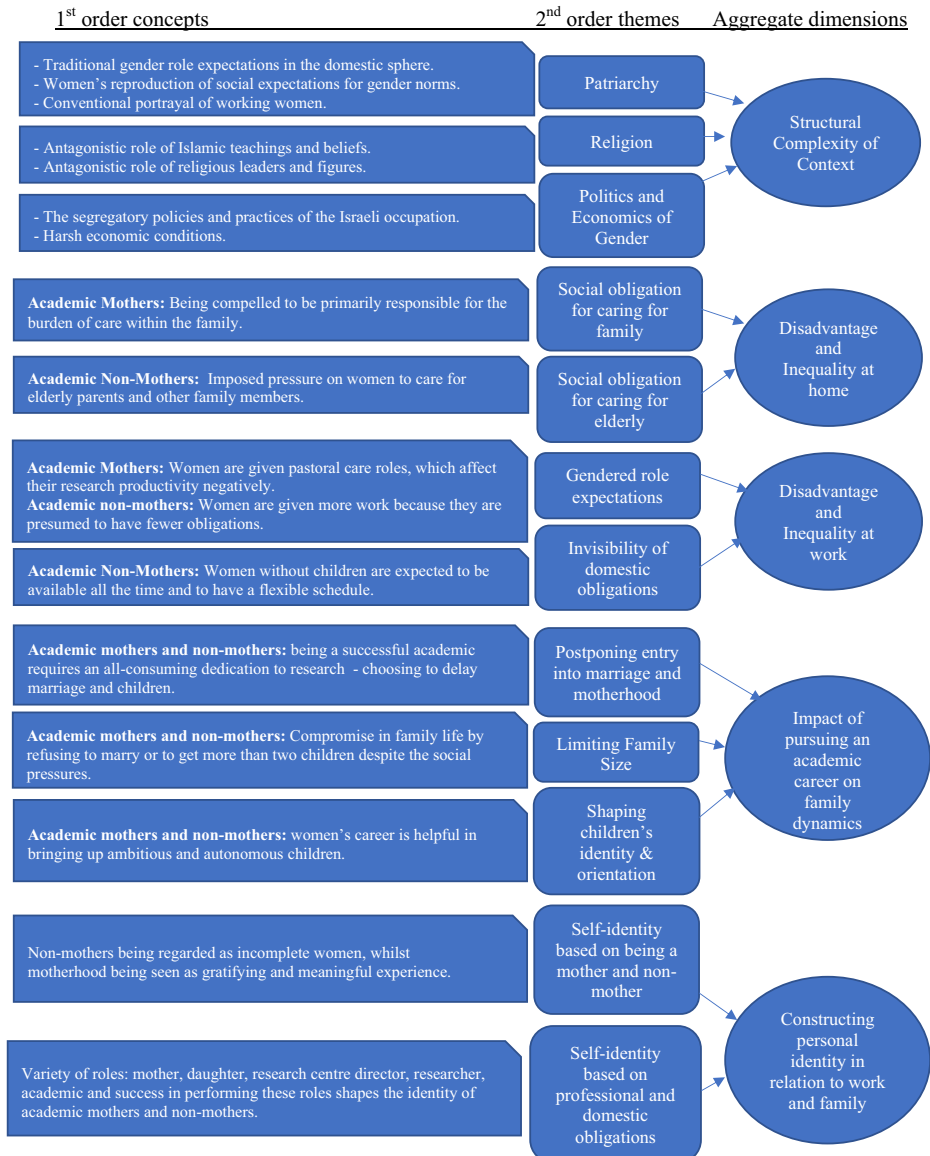 1st order concepts 2nd order themes Aggregate dimensions
- Traditional gender role expectations in the domestic sphere.
- Women's reproduction of social expectations for gender norms.
- Conventional portrayal of working women.
Patriarchy
- Antagonistic role of Islamic teachings and beliefs.
- Antagonistic role of religious leaders and figures.
Religion
- The segregatory policies and practices of the Israeli occupation.
- Harsh economic conditions.
Politics and
Economics of
Gender
Structural
Complexity of
Context
Academic Mothers: Being compelled to be primarily responsible for the
burden of care within the family.
Social obligation
for caring for
family
Academic Non-Mothers: Imposed pressure on women to care for
elderly parents and other family members.
Social obligation
for caring for
elderly
Disadvantage
and
Inequality at
home
Academic Mothers: Women are given pastoral care roles, which affect
their research productivity negatively.
Academic non-mothers: Women are given more work because they are
presumed to have fewer obligations.
Gendered role
expectations
Academic Non-Mothers: Women without children are expected to be
available all the time and to have a flexible schedule.
Invisibility of
domestic
obligations
Disadvantage
and
Inequality at
work
Academic mothers and non-mothers: being a successful academic
requires an all-consuming dedication to research - choosing to delay
marriage and children.
Postponing entry
into marriage and
motherhood
Academic mothers and non-mothers: Compromise in family life by
refusing to marry or to get more than two children despite the social
pressures.
Limiting Family
Size
Academic mothers and non-mothers: women's career is helpful in
bringing up ambitious and autonomous children.
Shaping
children's
identity &
orientation
Impact of
pursuing an
academic
career on
family
dynamics
Non-mothers being regarded as incomplete women, whilst
motherhood being seen as gratifying and meaningful experience.
Self-identity
based on being a
mother and non-
mother
Variety of roles: mother, daughter, research centre director, researcher,
academic and success in performing these roles shapes the identity of
academic mothers and non-mothers.
Self-identity
based on
professional and
domestic
obligations
Constructing
personal
identity in
relation to work
and family